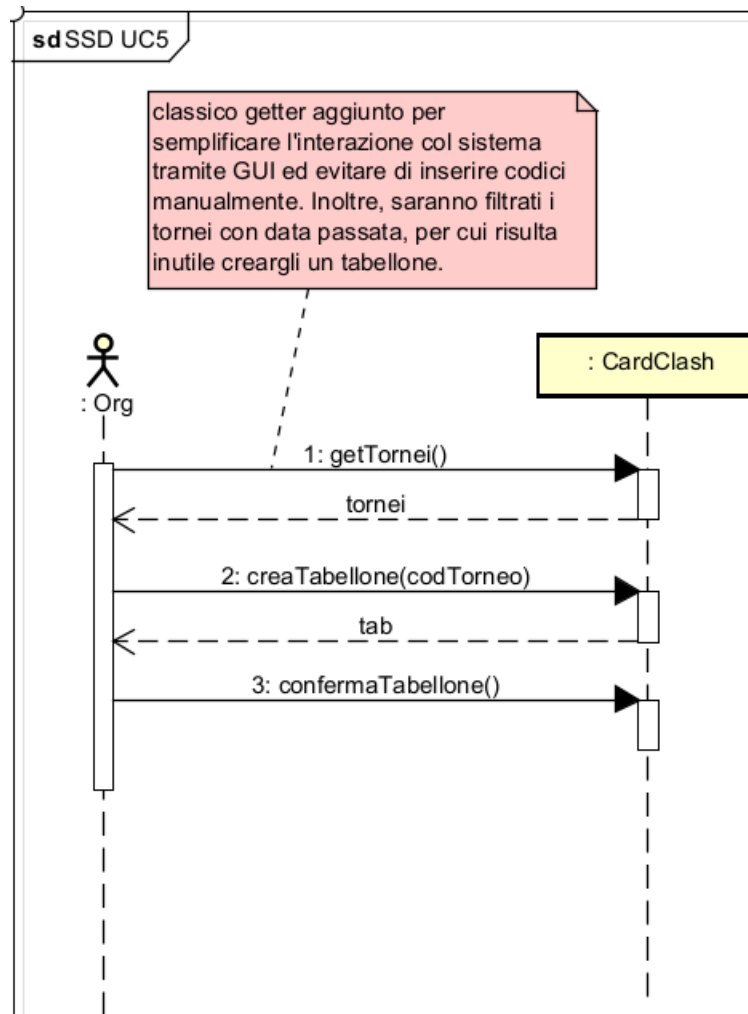 sd SSD UC5
classico getter aggiunto per
semplificare l'interazione col sistema
tramite GUI ed evitare di inserire codici
manualmente. Inoltre, saranno filtrati i
tornei con data passata, per cui risulta
inutile creargli un tabellone.
: Org
: CardClash
1: getTornei()
tornei
2: creaTabellone(codTorneo)
tab
3: confermaTabellone()